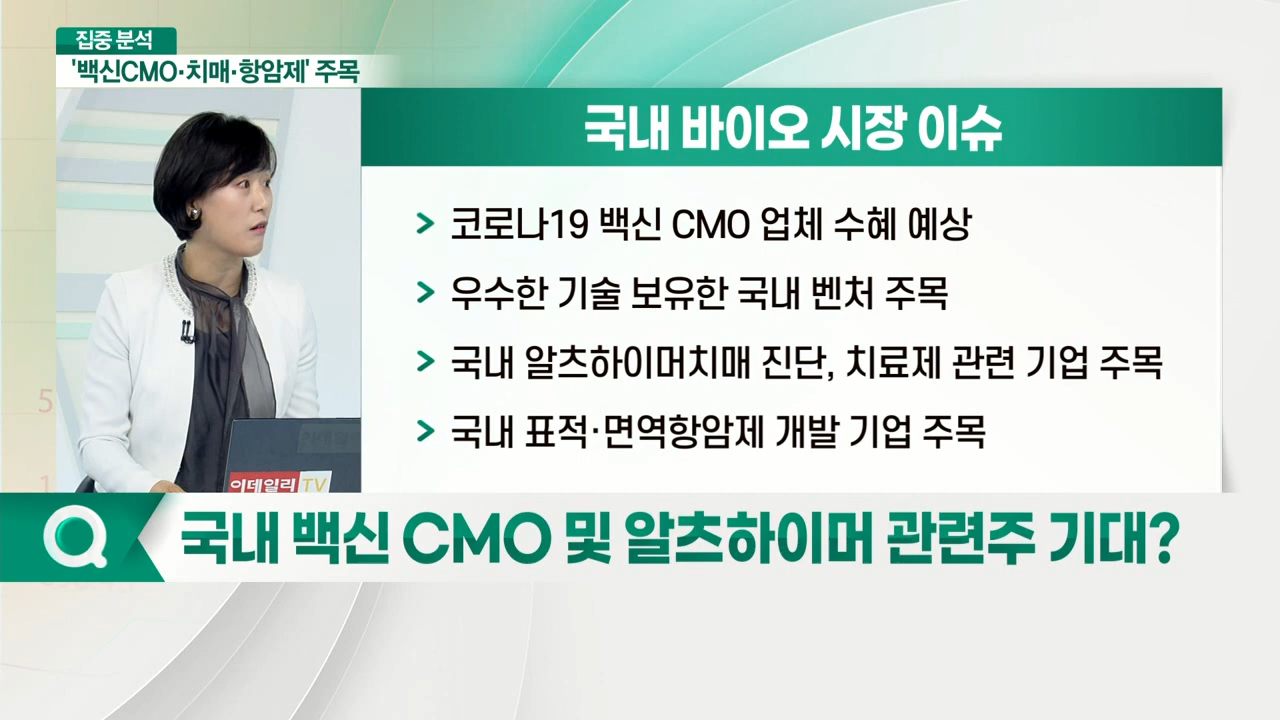 집중 분석
'백신CMO·치매·항암제' 주목
국내 바이오 시장 이슈
> 코로나19 백신 CMO 업체 수혜 예상
> 우수한 기술 보유한 국내 벤처 주목
> 국내 알츠하이머치매 진단, 치료제 관련 기업 주목
> 국내 표적·면역항암제 개발 기업 주목
이데일리TV
Q 국내 백신 CMO 및 알츠하이머 관련주 기대?
5
1